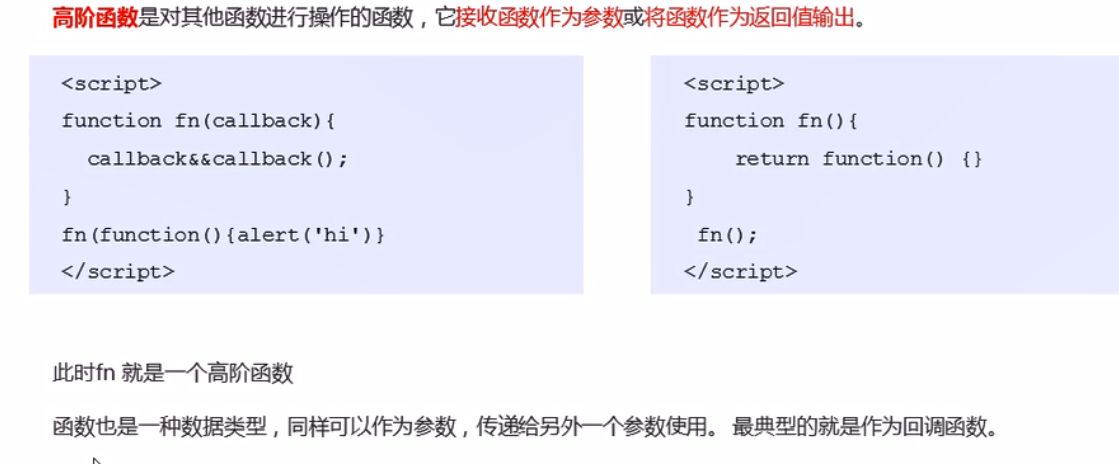 高阶函数是对其他函数进行操作的函数，它接收函数作为参数或将函数作为返回值输出。
<script>
function fn(callback){
callback&&callback();
}
fn(function(){alert('hi')}
</script>
<script>
function fn(){
return function() {}
}
fn();
</script>
此时fn 就是一个高阶函数
函数也是一种数据类型，同样可以作为参数，传递给另外一个参数使用。 最典型的就是作为回调函数。